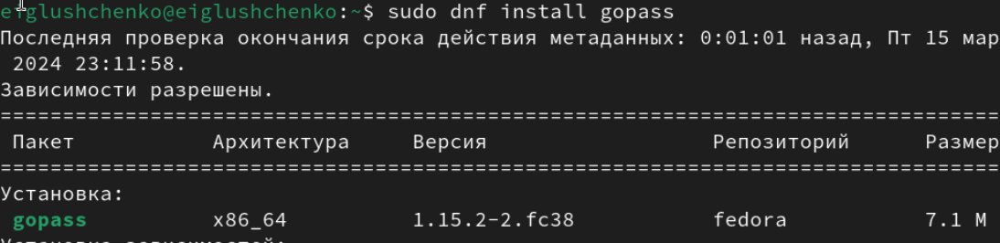 eiglushchenko@eiglushchenko:~$ sudo dnf install gopass
Последняя проверка окончания срока действия метаданных: 0:01:01 назад, Пт 15 мар
2024 23:11:58.
Зависимости разрешены.
================================================================================
Пакет Архитектура Версия Репозиторий Размер
================================================================================
Установка:
gopass x86_64 1.15.2-2.fc38 fedora 7.1 M